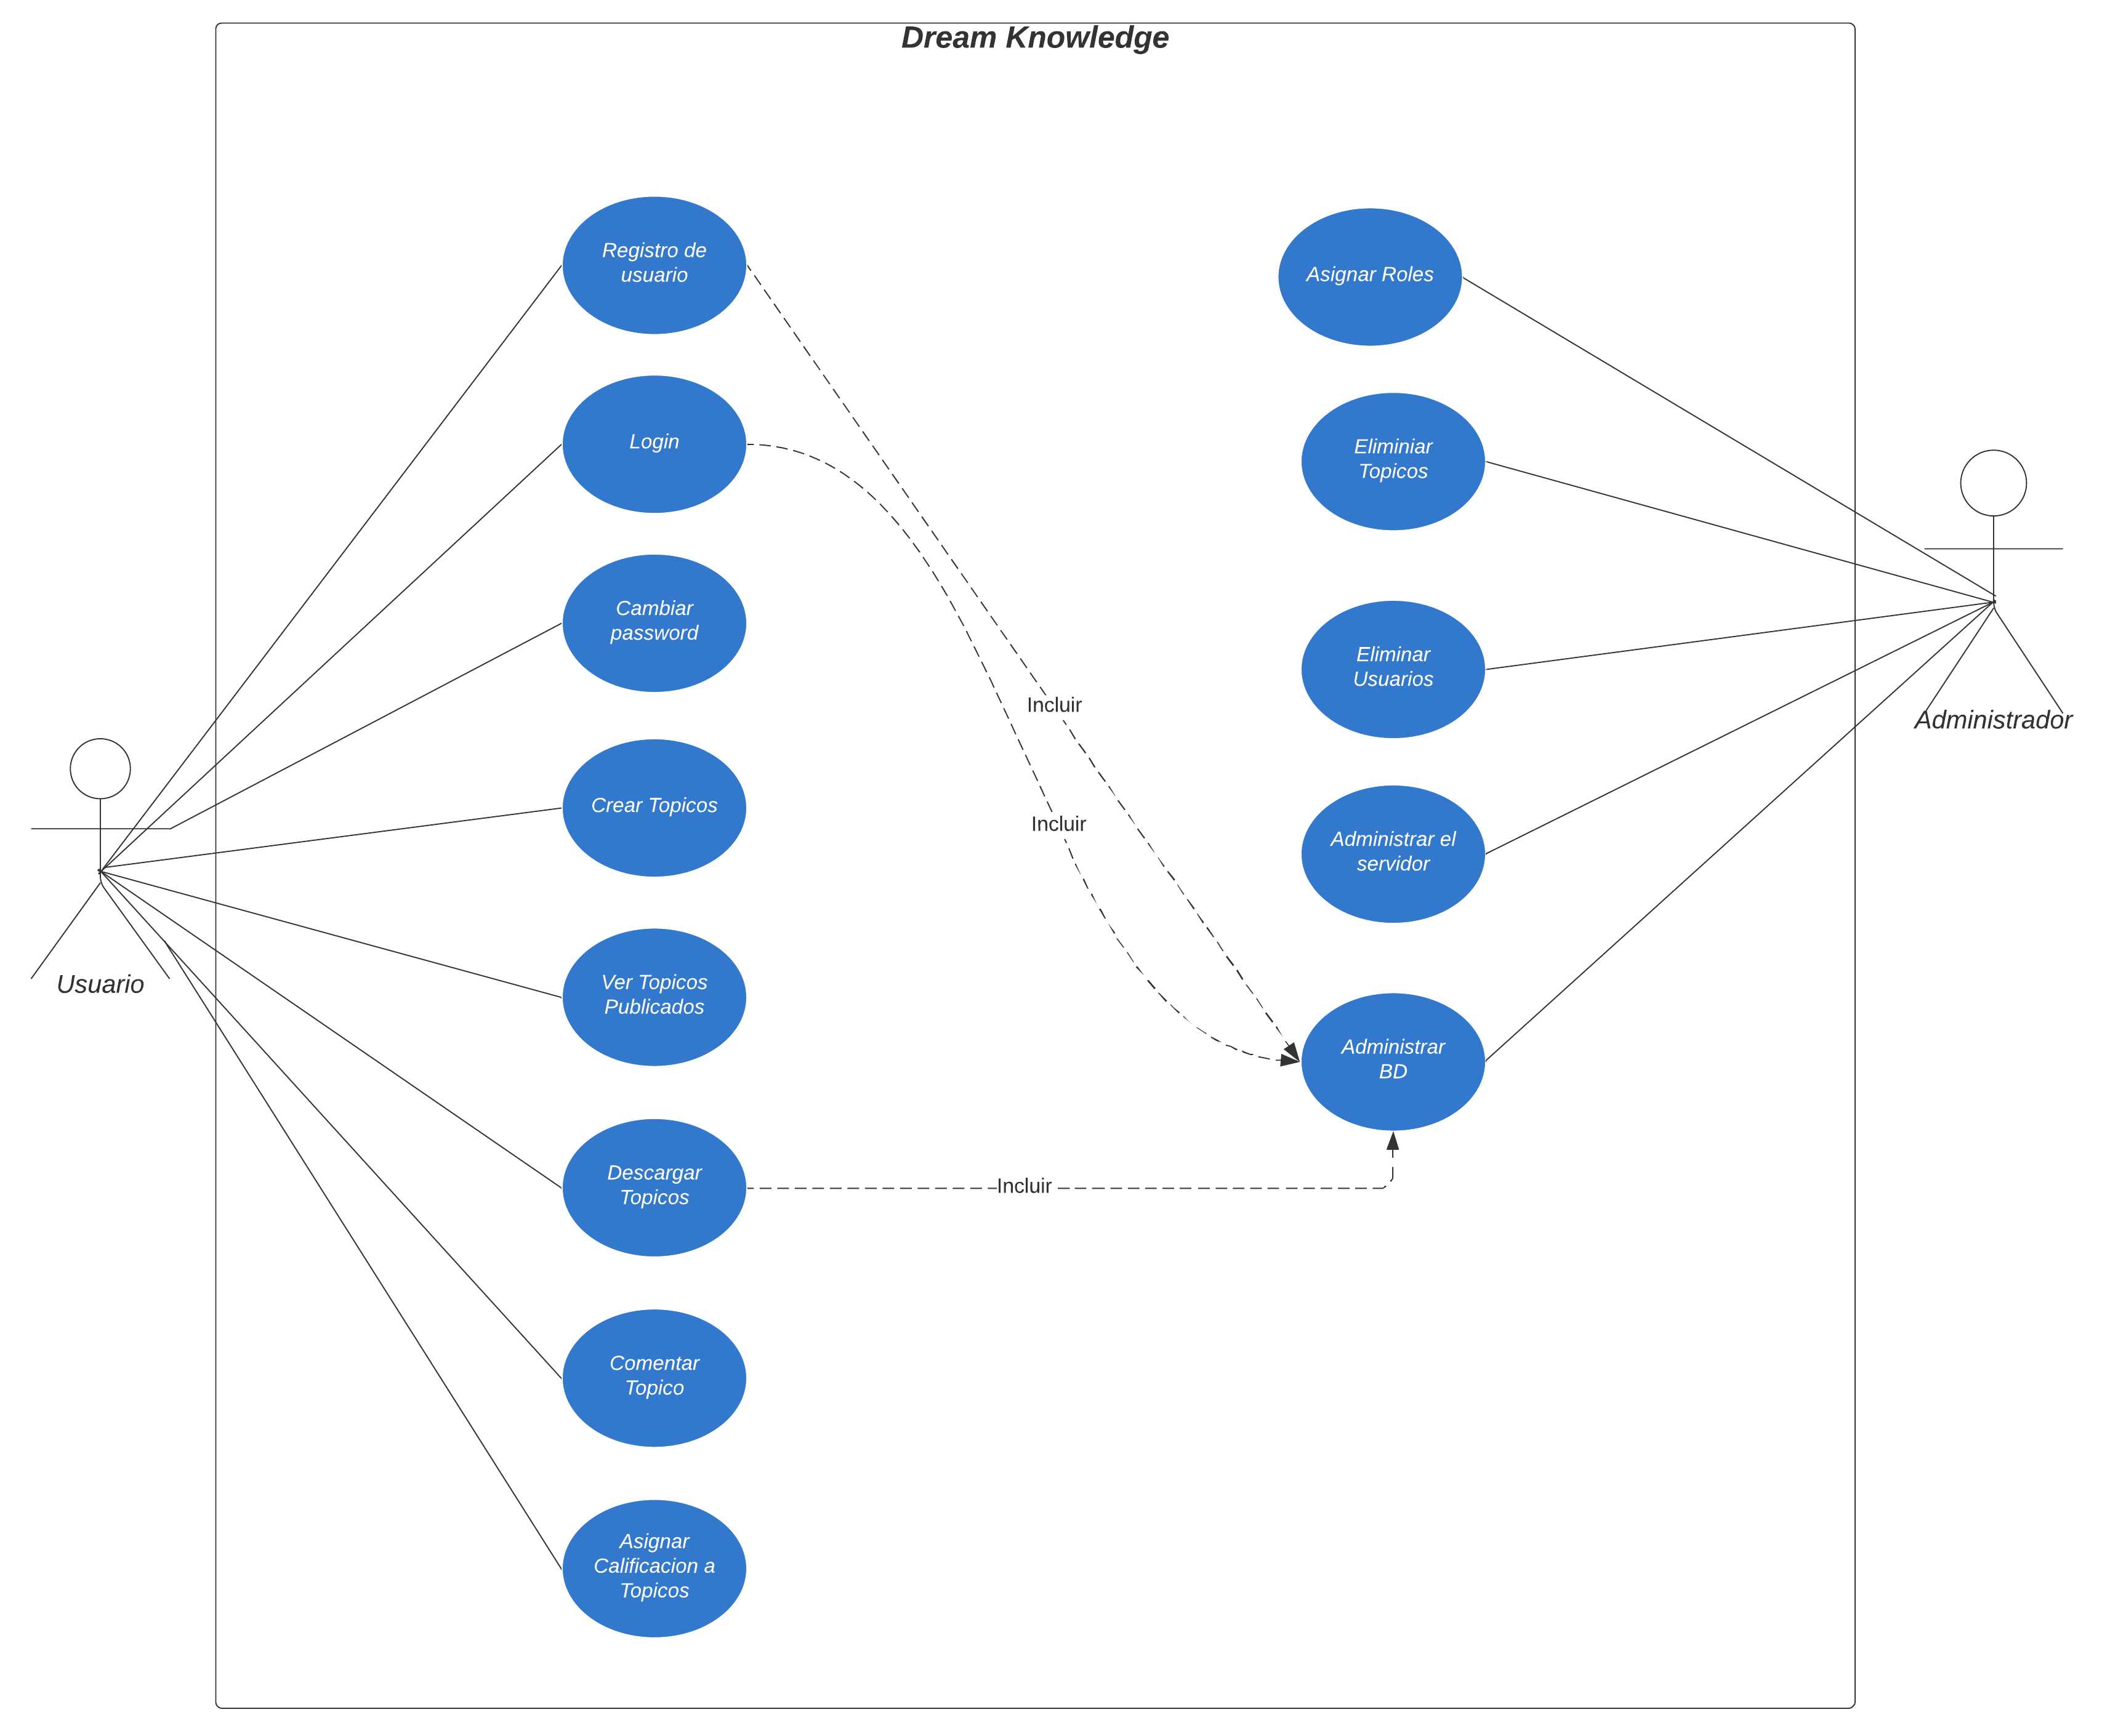 Dream Knowledge
Registro de
usuario
Login
Cambiar
password
Crear Topicos
Ver Topicos
Publicados
Descargar
Topicos
Comentar
Topico
Asignar
Calificacion a
Topicos
Usuario
Incluir
Incluir
Incluir
Asignar Roles
Eliminiar
Topicos
Eliminar
Usuarios
Administrar el
servidor
Administrar
BD
Administrador